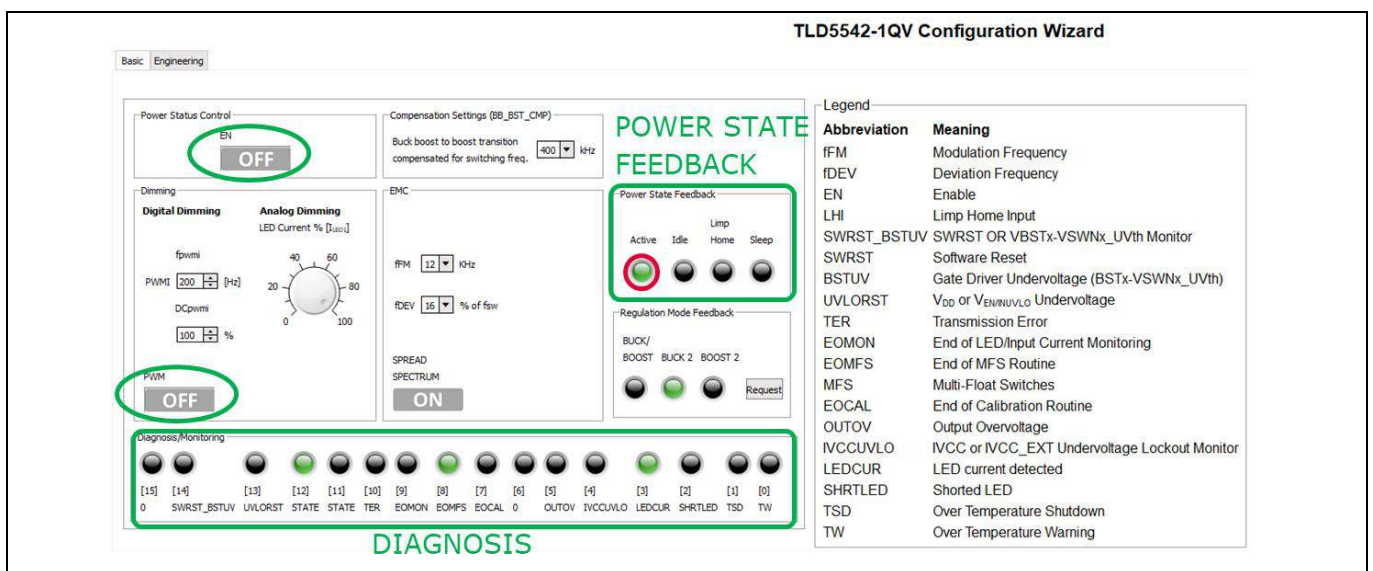 TLD5542-1QV Configuration Wizard
Basic Engineering
Power Status Control
EN
OFF
Compensation Settings (BB_BST_CMP)
Buck boost to boost transition
compensated for switching freq. 400 kHz
POWER STATE
FEEDBACK
Dimming
Digital Dimming Analog Dimming
LED Current % [ILED1]
fpwmi
PWMI 200 [Hz]
DCpwmi
100 %
0 20 40 60 80 100
PWM
OFF
EMC
fFM 12 KHz
fDEV 16 % of fsw
SPREAD
SPECTRUM
ON
Power State Feedback
Active Idle Limp Home Sleep
Regulation Mode Feedback
BUCK/
BOOST BUCK 2 BOOST 2
Request
Diagnosis/Monitoring
[15] [14] [13] [12] [11] [10] [9] [8] [7] [6] [5] [4] [3] [2] [1] [0]
0 SWRST_BSTUV UVLORST STATE STATE TER EOMON EOMFS EOCAL 0 OUTOV IVCCUVLO LEDCUR SHRTLED TSD TW
DIAGNOSIS
Legend
Abbreviation Meaning
fFM Modulation Frequency
fDEV Deviation Frequency
EN Enable
LHI Limp Home Input
SWRST_BSTUV SWRST OR VBSTx-VSWNx_UVth Monitor
SWRST Software Reset
BSTUV Gate Driver Undervoltage (BSTx-VSWNx_UVth)
UVLORST VDD or VEN/INUVLO Undervoltage
TER Transmission Error
EOMON End of LED/Input Current Monitoring
EOMFS End of MFS Routine
MFS Multi-Float Switches
EOCAL End of Calibration Routine
OUTOV Output Overvoltage
IVCCUVLO IVCC or IVCC_EXT Undervoltage Lockout Monitor
LEDCUR LED current detected
SHRTLED Shorted LED
TSD Over Temperature Shutdown
TW Over Temperature Warning